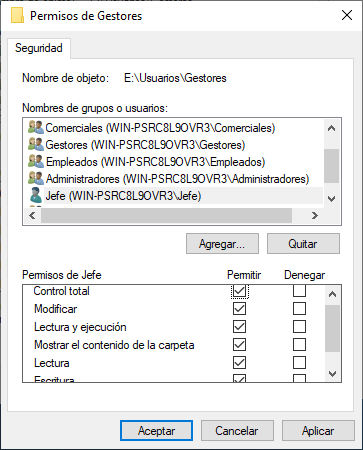 Permisos de Gestores
Seguridad
Nombre de objeto: E:\Usuarios\Gestores
Nombres de grupos o usuarios:
Comerciales (WIN-PSRC8L9OVR3\Comerciales)
Gestores (WIN-PSRC8L9OVR3\Gestores)
Empleados (WIN-PSRC8L9OVR3\Empleados)
Administradores (WIN-PSRC8L9OVR3\Administradores)
Jefe (WIN-PSRC8L9OVR3\Jefe)
Agregar... Quitar
Permisos de Jefe Permitir Denegar
Control total
Modificar
Lectura y ejecución
Mostrar el contenido de la carpeta
Lectura
Escritura
Aceptar Cancelar Aplicar